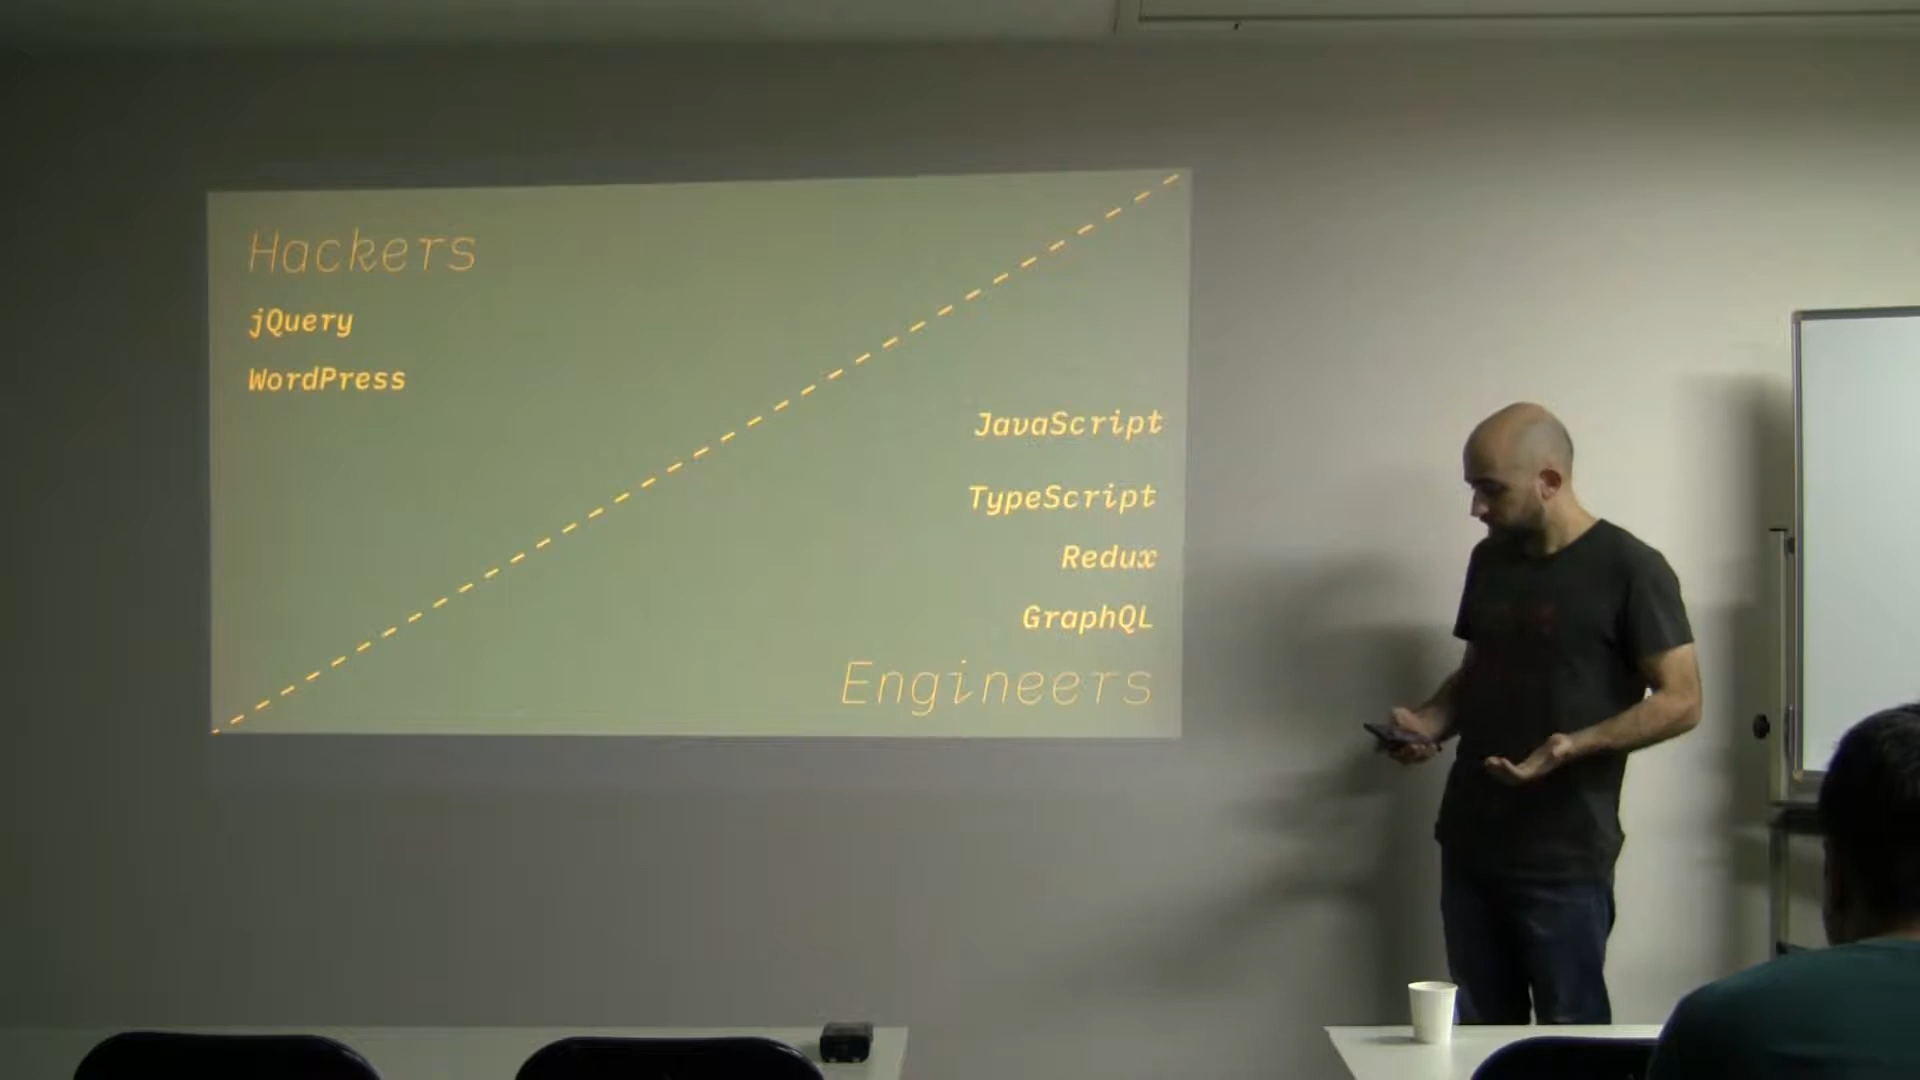 Hackers
jQuery
WordPress
JavaScript
TypeScript
Redux
GraphQL
Engineers